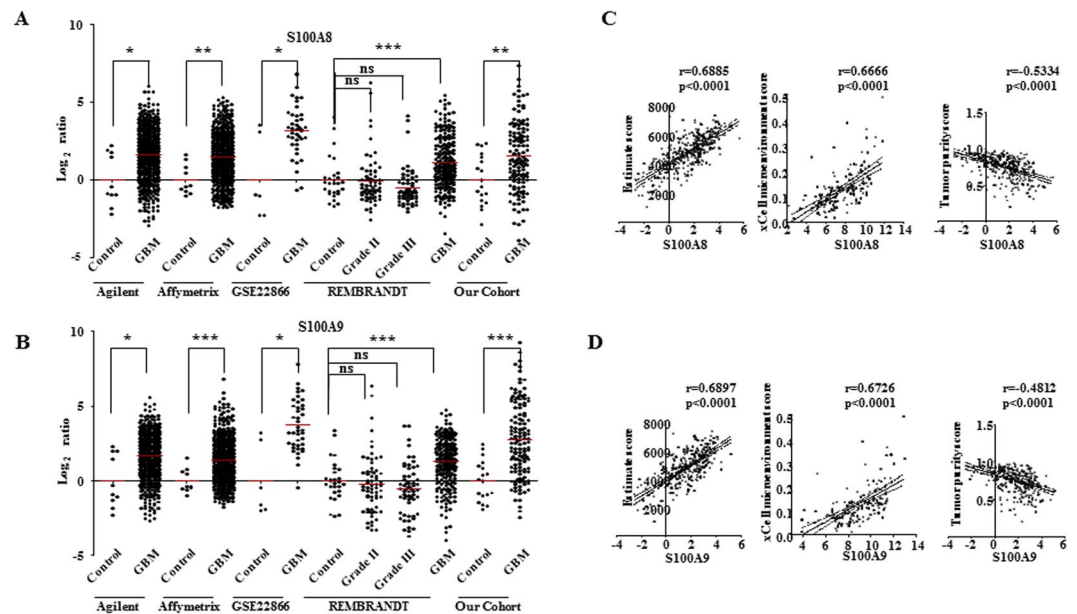 A
S100A8
Log2 ratio
10
5
0
-5
* ** * *** **
ns
ns
Control GBM Control GBM Control GBM Control Grade II Grade III GBM Control GBM
Agilent Affymetrix GSE22866 REMBRANDT Our Cohort
B
S100A9
Log2 ratio
10
5
0
-5
* *** * *** ***
ns
ns
Control GBM Control GBM Control GBM Control Grade II Grade III GBM Control GBM
Agilent Affymetrix GSE22866 REMBRANDT Our Cohort
C
r=0.6885
p<0.0001
Estimate score
8000
6000
4000
2000
-4 -2 0 2 4 6
S100A8
r=0.6666
p<0.0001
xCell microenvironment score
0.5
0.4
0.3
0.2
0.1
0.0
2 4 6 8 10 12 14
S100A8
r=-0.5334
p<0.0001
Tumor purity score
1.5
1.0
0.5
-4 -2 0 2 4 6
S100A8
D
r=0.6897
p<0.0001
Estimate score
8000
6000
4000
2000
-4 -2 0 2 4 6
S100A9
r=0.6726
p<0.0001
xCell microenvironment score
0.5
0.4
0.3
0.2
0.1
0.0
4 6 8 10 12 14
S100A9
r=-0.4812
p<0.0001
Tumor purity score
1.5
1.0
0.5
-4 -2 0 2 4 6
S100A9